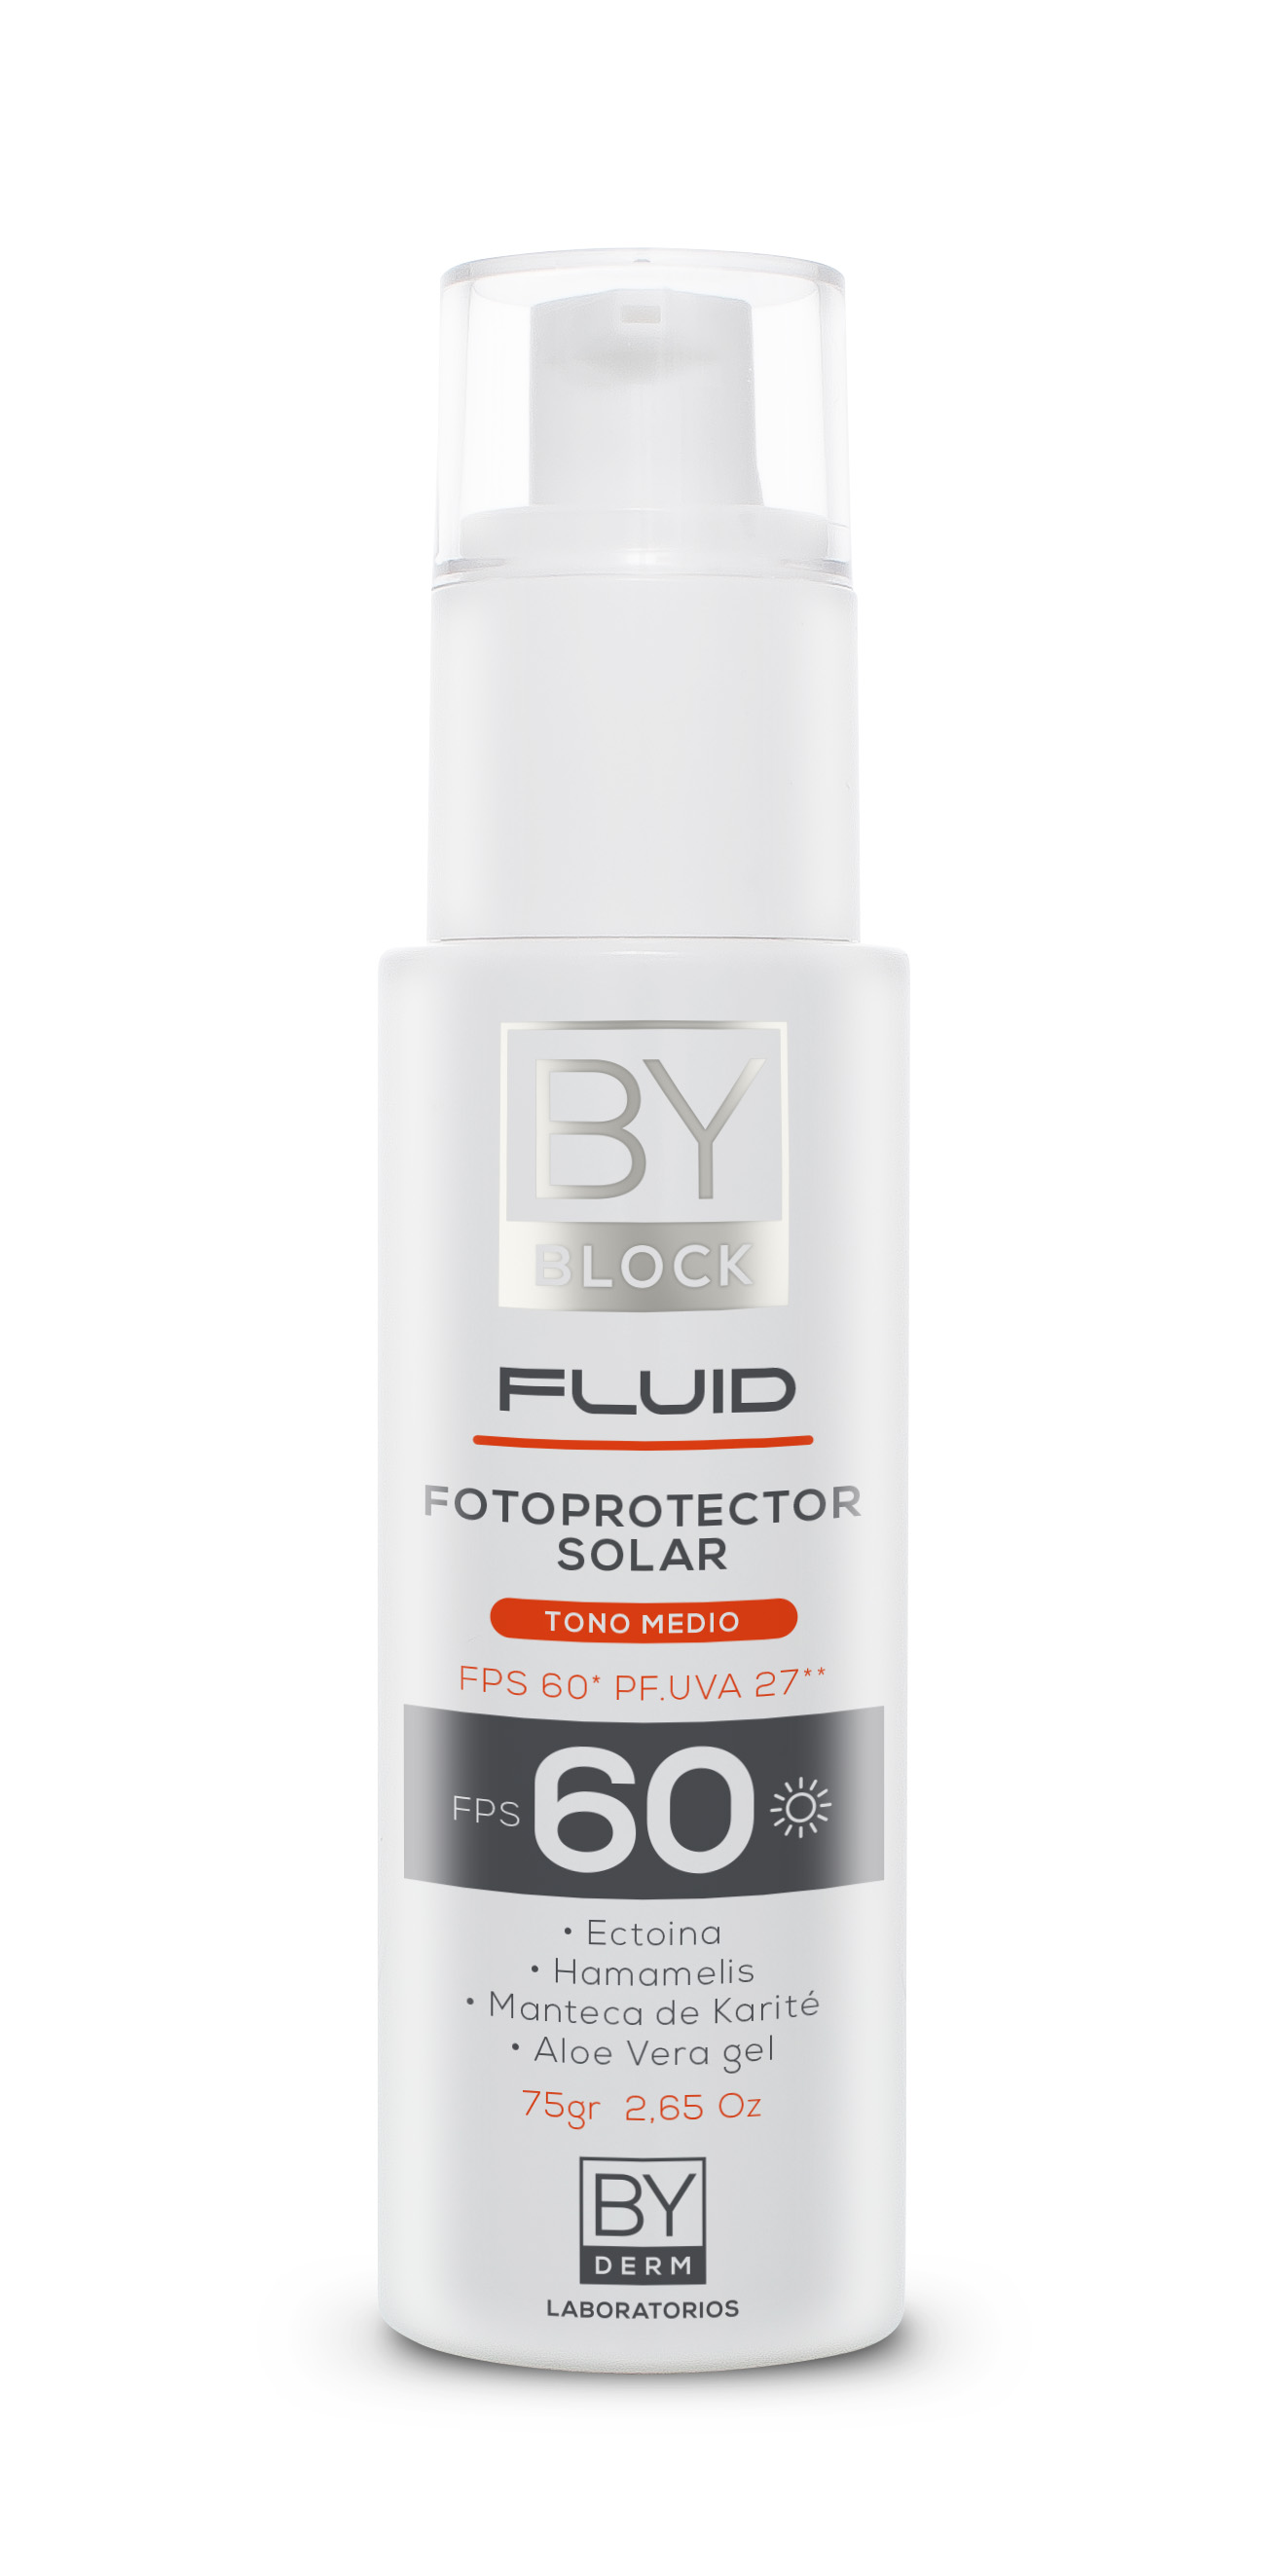 BY
BLOCK
FLUID
FOTOPROTECTOR
SOLAR
TONO MEDIO
FPS 60* PF.UVA 27**
FPS 60
• Ectoina
• Hamamelis
• Manteca de Karité
• Aloe Vera gel
75gr 2,65 Oz
BY
DERM
LABORATORIOS